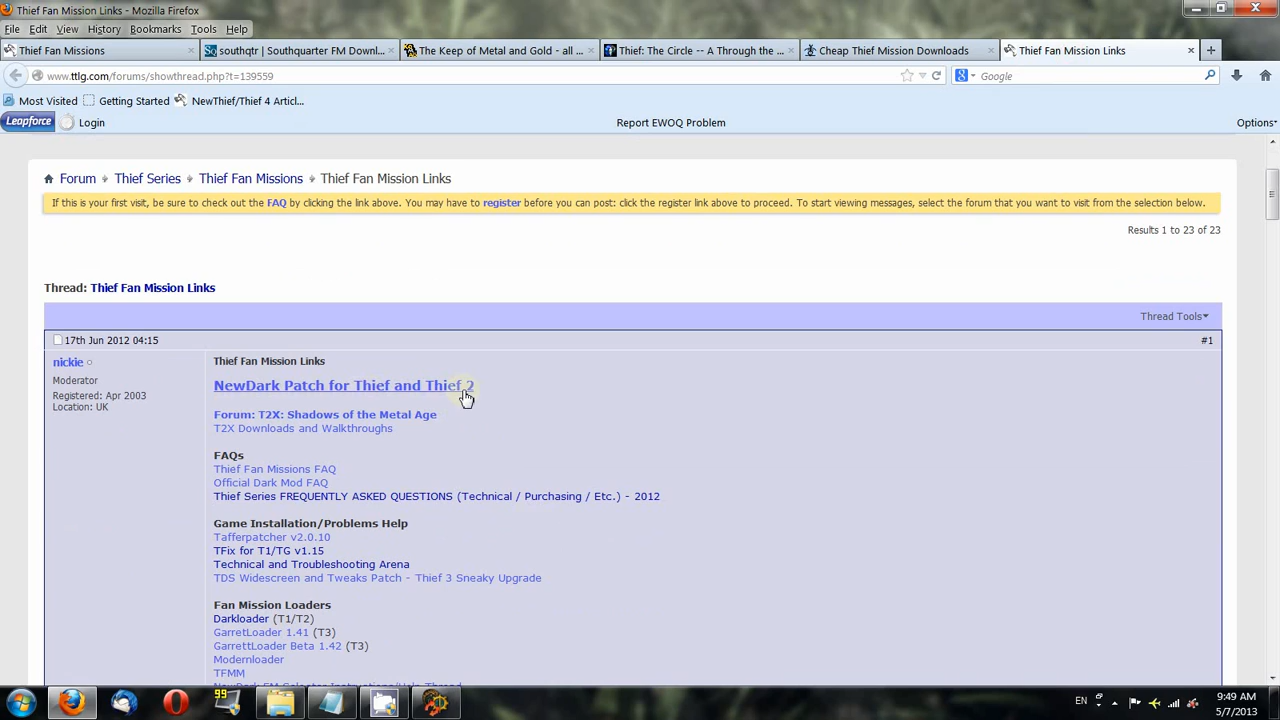 Thief Fan Mission Links - Mozilla Firefox
File Edit View History Bookmarks Tools Help
Thief Fan Missions
southqtr | Southquarter FM Downl...
The Keep of Metal and Gold - all ...
Thief: The Circle -- A Through the ...
Cheap Thief Mission Downloads
Thief Fan Mission Links
www.ttlg.com/forums/showthread.php?t=139559
Google
Most Visited Getting Started NewThief/Thief 4 Articl...
Leapforce Login Report EWOQ Problem Options
Forum Thief Series Thief Fan Missions Thief Fan Mission Links
If this is your first visit, be sure to check out the FAQ by clicking the link above. You may have to register before you can post: click the register link above to proceed. To start viewing messages, select the forum that you want to visit from the selection below.
Results 1 to 23 of 23
Thread: Thief Fan Mission Links
Thread Tools
17th Jun 2012 04:15 #1
nickie
Moderator
Registered: Apr 2003
Location: UK
Thief Fan Mission Links
NewDark Patch for Thief and Thief 2
Forum: T2X: Shadows of the Metal Age
T2X Downloads and Walkthroughs
FAQs
Thief Fan Missions FAQ
Official Dark Mod FAQ
Thief Series FREQUENTLY ASKED QUESTIONS (Technical / Purchasing / Etc.) - 2012
Game Installation/Problems Help
Tafferpatcher v2.0.10
TFix for T1/TG v1.15
Technical and Troubleshooting Arena
TDS Widescreen and Tweaks Patch - Thief 3 Sneaky Upgrade
Fan Mission Loaders
Darkloader (T1/T2)
GarretLoader 1.41 (T3)
GarrettLoader Beta 1.42 (T3)
Modernloader
TFMM
NewDark FM Selector Instructions/Help Thread
99
EN
9:49 AM
5/7/2013